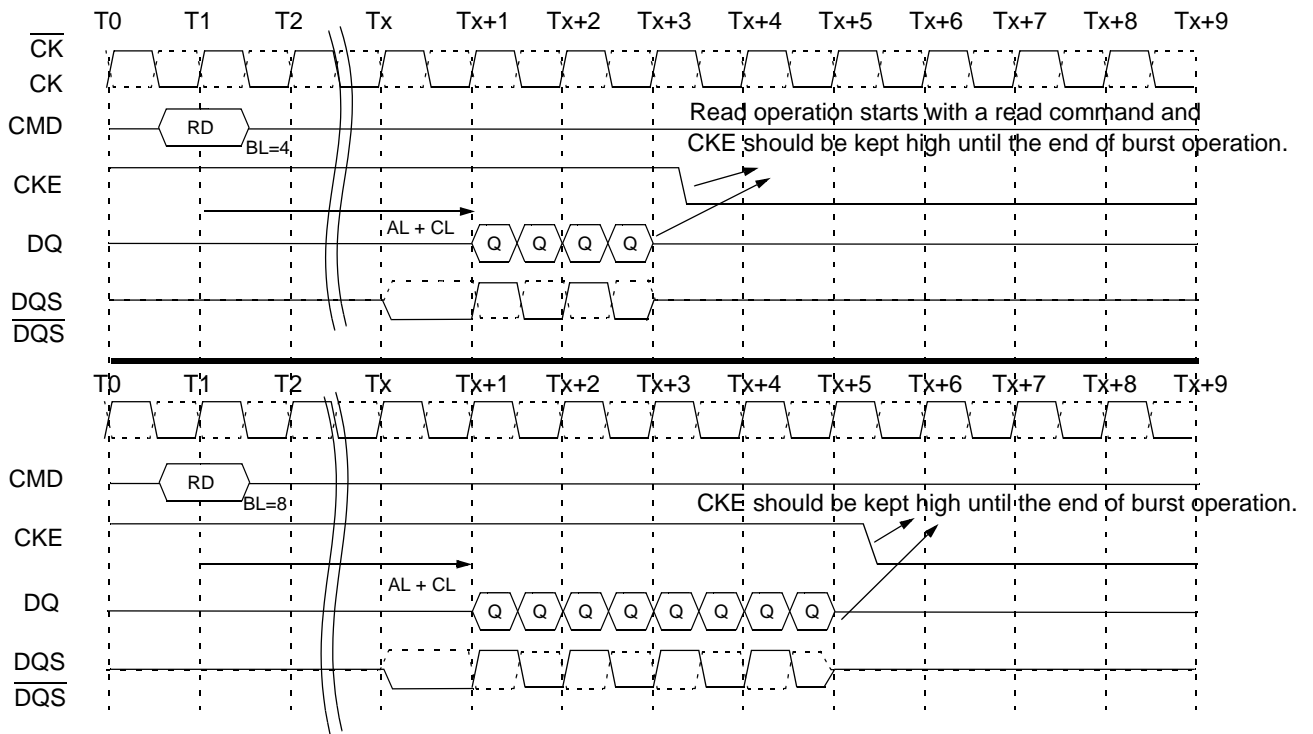 T0 T1 T2 Tx Tx+1 Tx+2 Tx+3 Tx+4 Tx+5 Tx+6 Tx+7 Tx+8 Tx+9
CK
CK
CMD RD BL=4
Read operation starts with a read command and
CKE should be kept high until the end of burst operation.
CKE
AL + CL
DQ Q Q Q Q
DQS
DQS
T0 T1 T2 Tx Tx+1 Tx+2 Tx+3 Tx+4 Tx+5 Tx+6 Tx+7 Tx+8 Tx+9
CMD RD BL=8
CKE should be kept high until the end of burst operation.
CKE
AL + CL
DQ Q Q Q Q Q Q Q Q
DQS
DQS